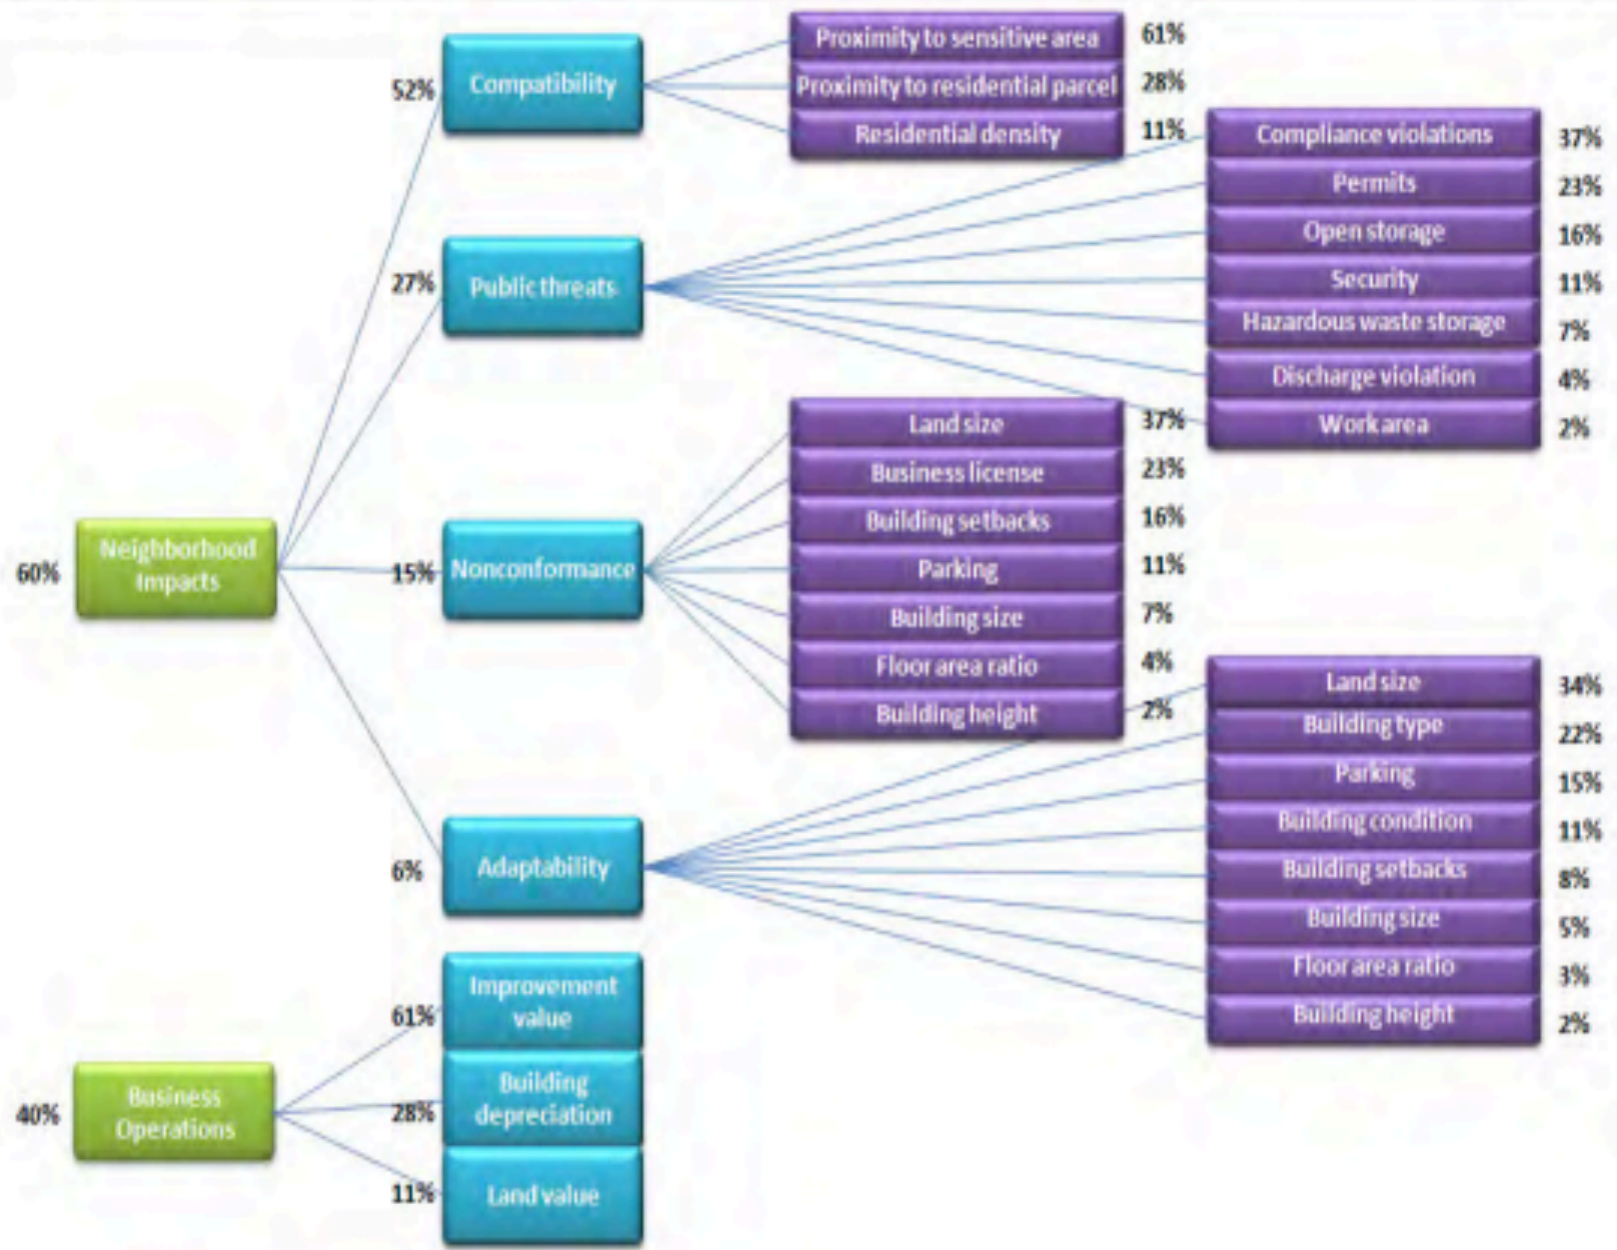 60%
Neighborhood
Impacts
52%
Compatibility
Proximity to sensitive area
61%
Proximity to residential parcel
28%
Residential density
11%
27%
Public threats
Compliance violations
37%
Permits
23%
Open storage
16%
Security
11%
Hazardous waste storage
7%
Discharge violation
4%
Work area
2%
15%
Nonconformance
Land size
37%
Business license
23%
Building setbacks
16%
Parking
11%
Building size
7%
Floor area ratio
4%
Building height
2%
6%
Adaptability
Land size
34%
Building type
22%
Parking
15%
Building condition
11%
Building setbacks
8%
Building size
5%
Floor area ratio
3%
Building height
2%
40%
Business
Operations
61%
Improvement
value
28%
Building
depreciation
11%
Land value